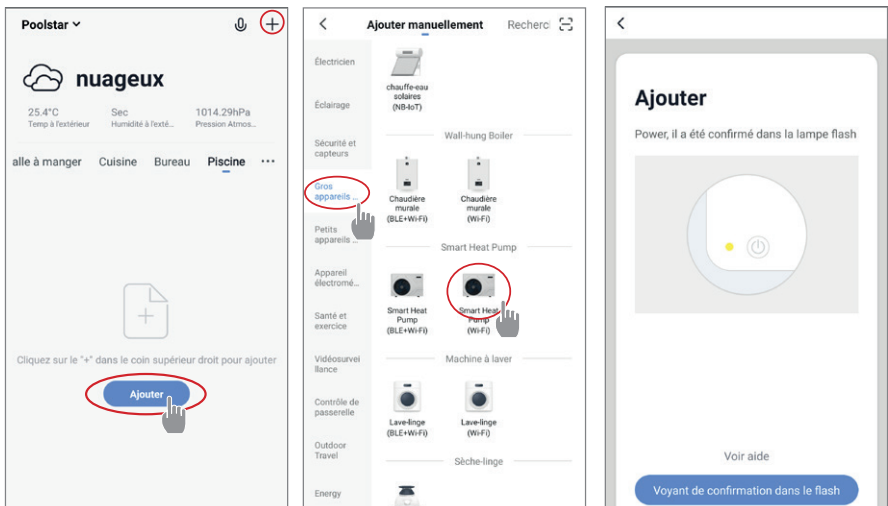 Poolstar
nuageux
25.4°C Sec 1014.29hPa
Temp à l'extérieur Humidité à l'exté... Pression Atmos...
alle à manger Cuisine Bureau Piscine ...
Cliquez sur le "+" dans le coin supérieur droit pour ajouter
Ajouter
Ajouter manuellement Recherc
Électricien
Éclairage
Sécurité et
capteurs
Gros
appareils ...
Petits
appareils ...
Appareil
électromé...
Santé et
exercice
Vidéosurvei
llance
Contrôle de
passerelle
Outdoor
Travel
Energy
chauffe-eau
solaires
(NB-IoT)
Wall-hung Boiler
Chaudière
murale
(BLE+Wi-Fi)
Chaudière
murale
(Wi-Fi)
Smart Heat Pump
Smart Heat
Pump
(BLE+Wi-Fi)
Smart Heat
Pump
(Wi-Fi)
Machine à laver
Lave-linge
(BLE+Wi-Fi)
Lave-linge
(Wi-Fi)
Sèche-linge
Ajouter
Power, il a été confirmé dans la lampe flash
Voir aide
Voyant de confirmation dans le flash